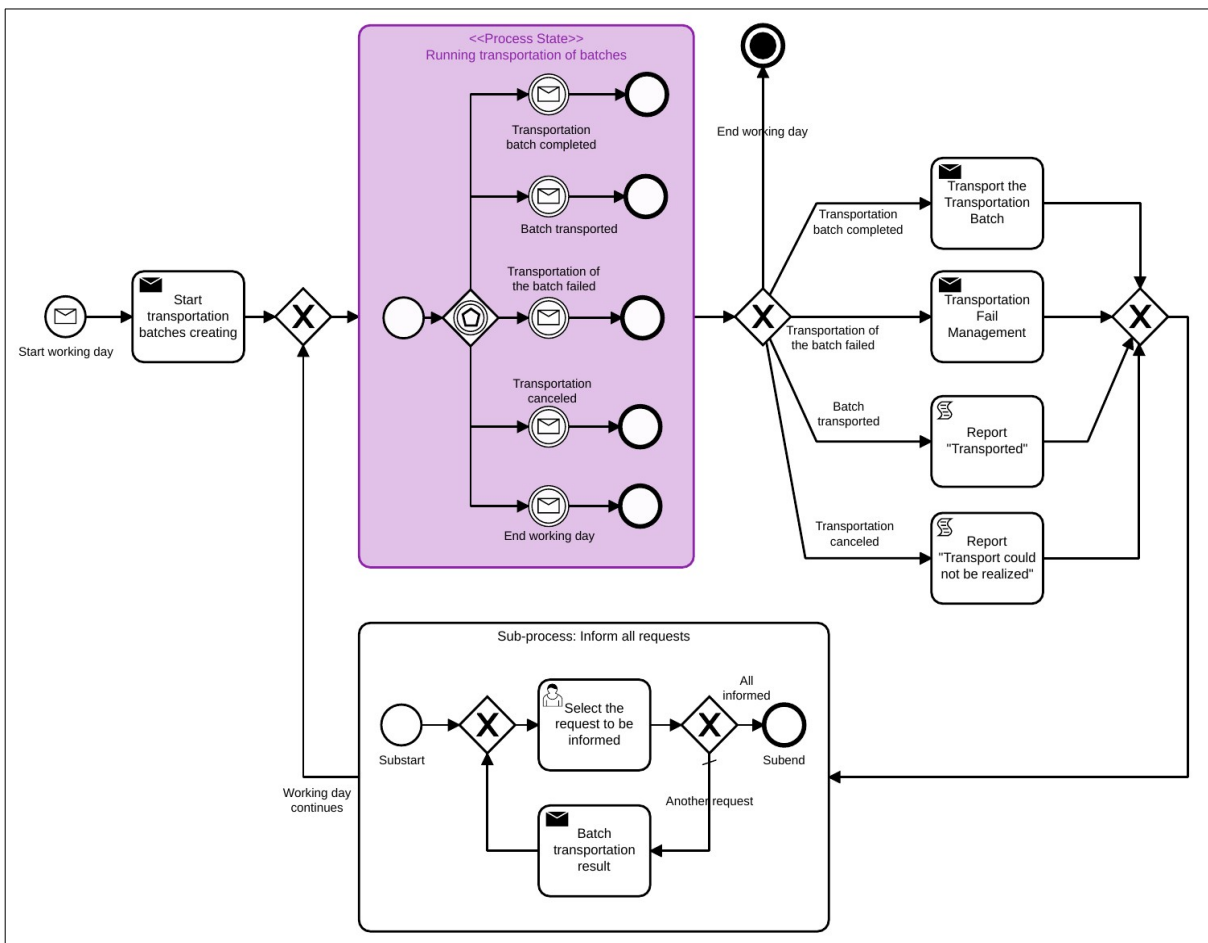 <<Process State>>
Running transportation of batches
Transportation
batch completed
Batch transported
Transportation of
the batch failed
Transportation
canceled
End working day
Start working day
Start
transportation
batches creating
End working day
Transportation
batch completed
Transportation of
the batch failed
Batch
transported
Transportation
canceled
Transport the
Transportation
Batch
Transportation
Fail
Management
Report
"Transported"
Report
"Transport could
not be realized"
Sub-process: Inform all requests
Substart
Select the
request to be
informed
All
informed
Subend
Another request
Batch
transportation
result
Working day
continues